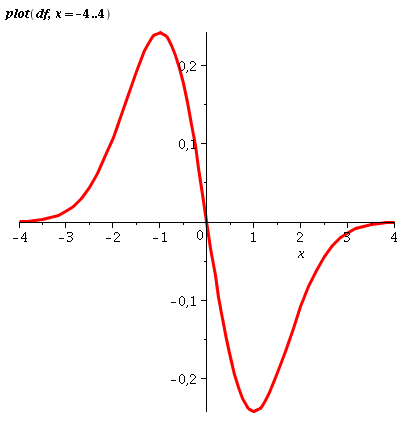 plot(df, x = -4..4)
0,2
0,1
-4 -3 -2 -1 0 1 2 3 4
x
-0,1
-0,2